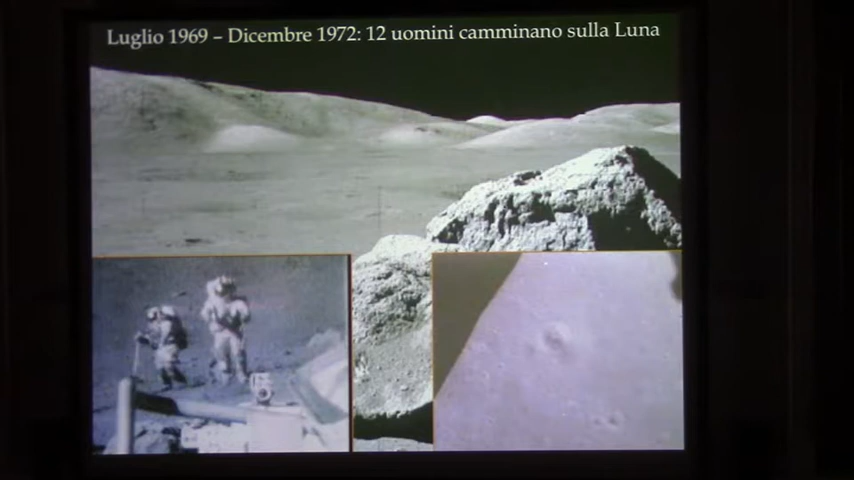 Luglio 1969 – Dicembre 1972: 12 uomini camminano sulla Luna